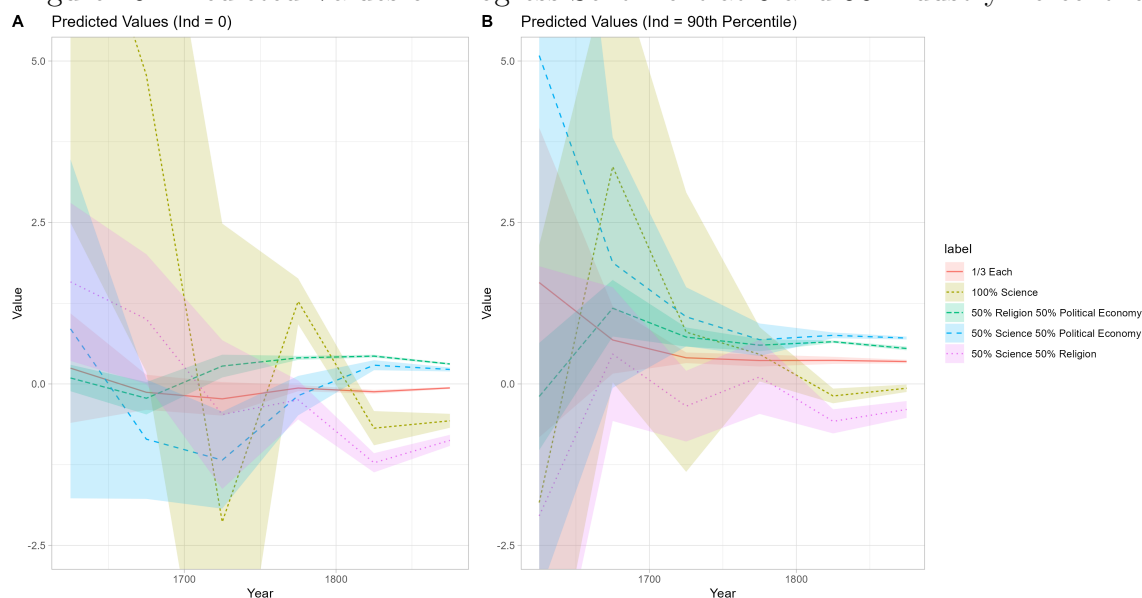 A Predicted Values (Ind = 0)
5.0
2.5
0.0
-2.5
Value
1700 1800
Year
B Predicted Values (Ind = 90th Percentile)
5.0
2.5
0.0
-2.5
Value
1700 1800
Year
label
1/3 Each
100% Science
50% Religion 50% Political Economy
50% Science 50% Political Economy
50% Science 50% Religion